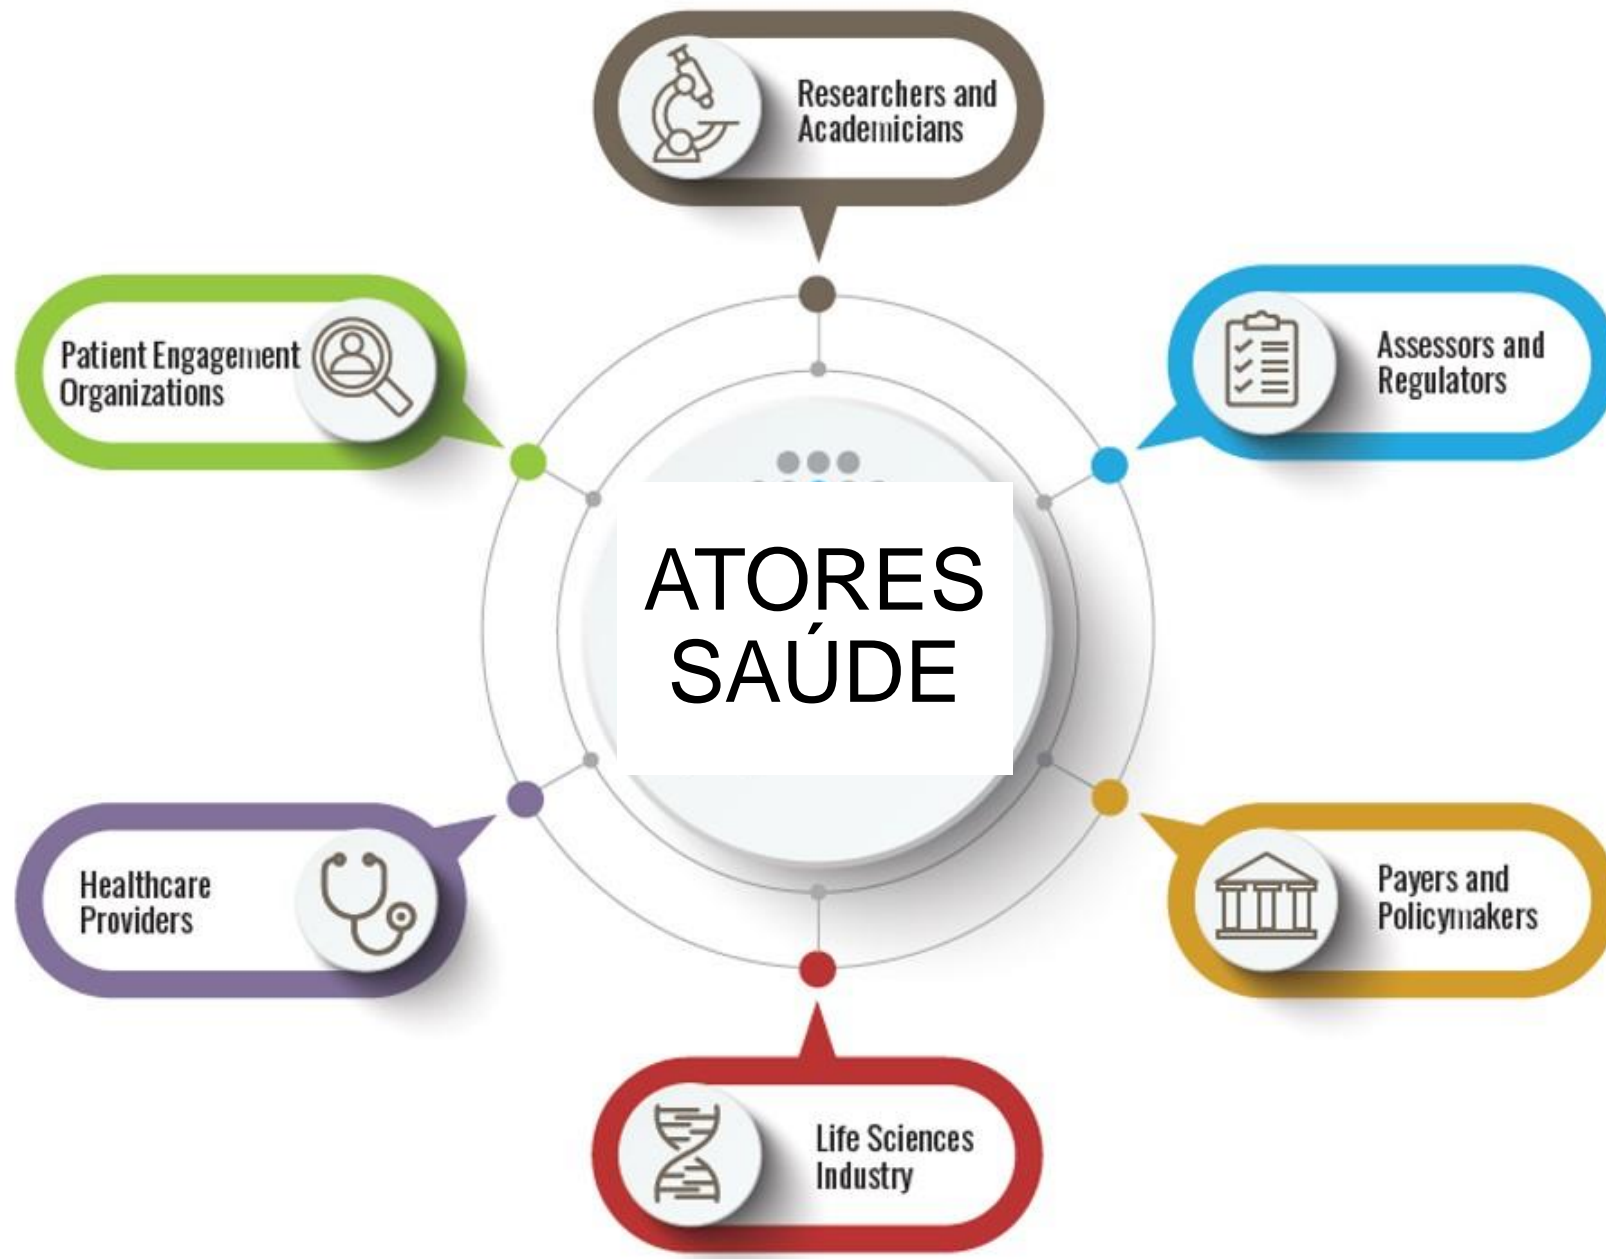 Researchers and
Academicians
Patient Engagement
Organizations
Assessors and
Regulators
ATORES
SAÚDE
Healthcare
Providers
Payers and
Policymakers
Life Sciences
Industry